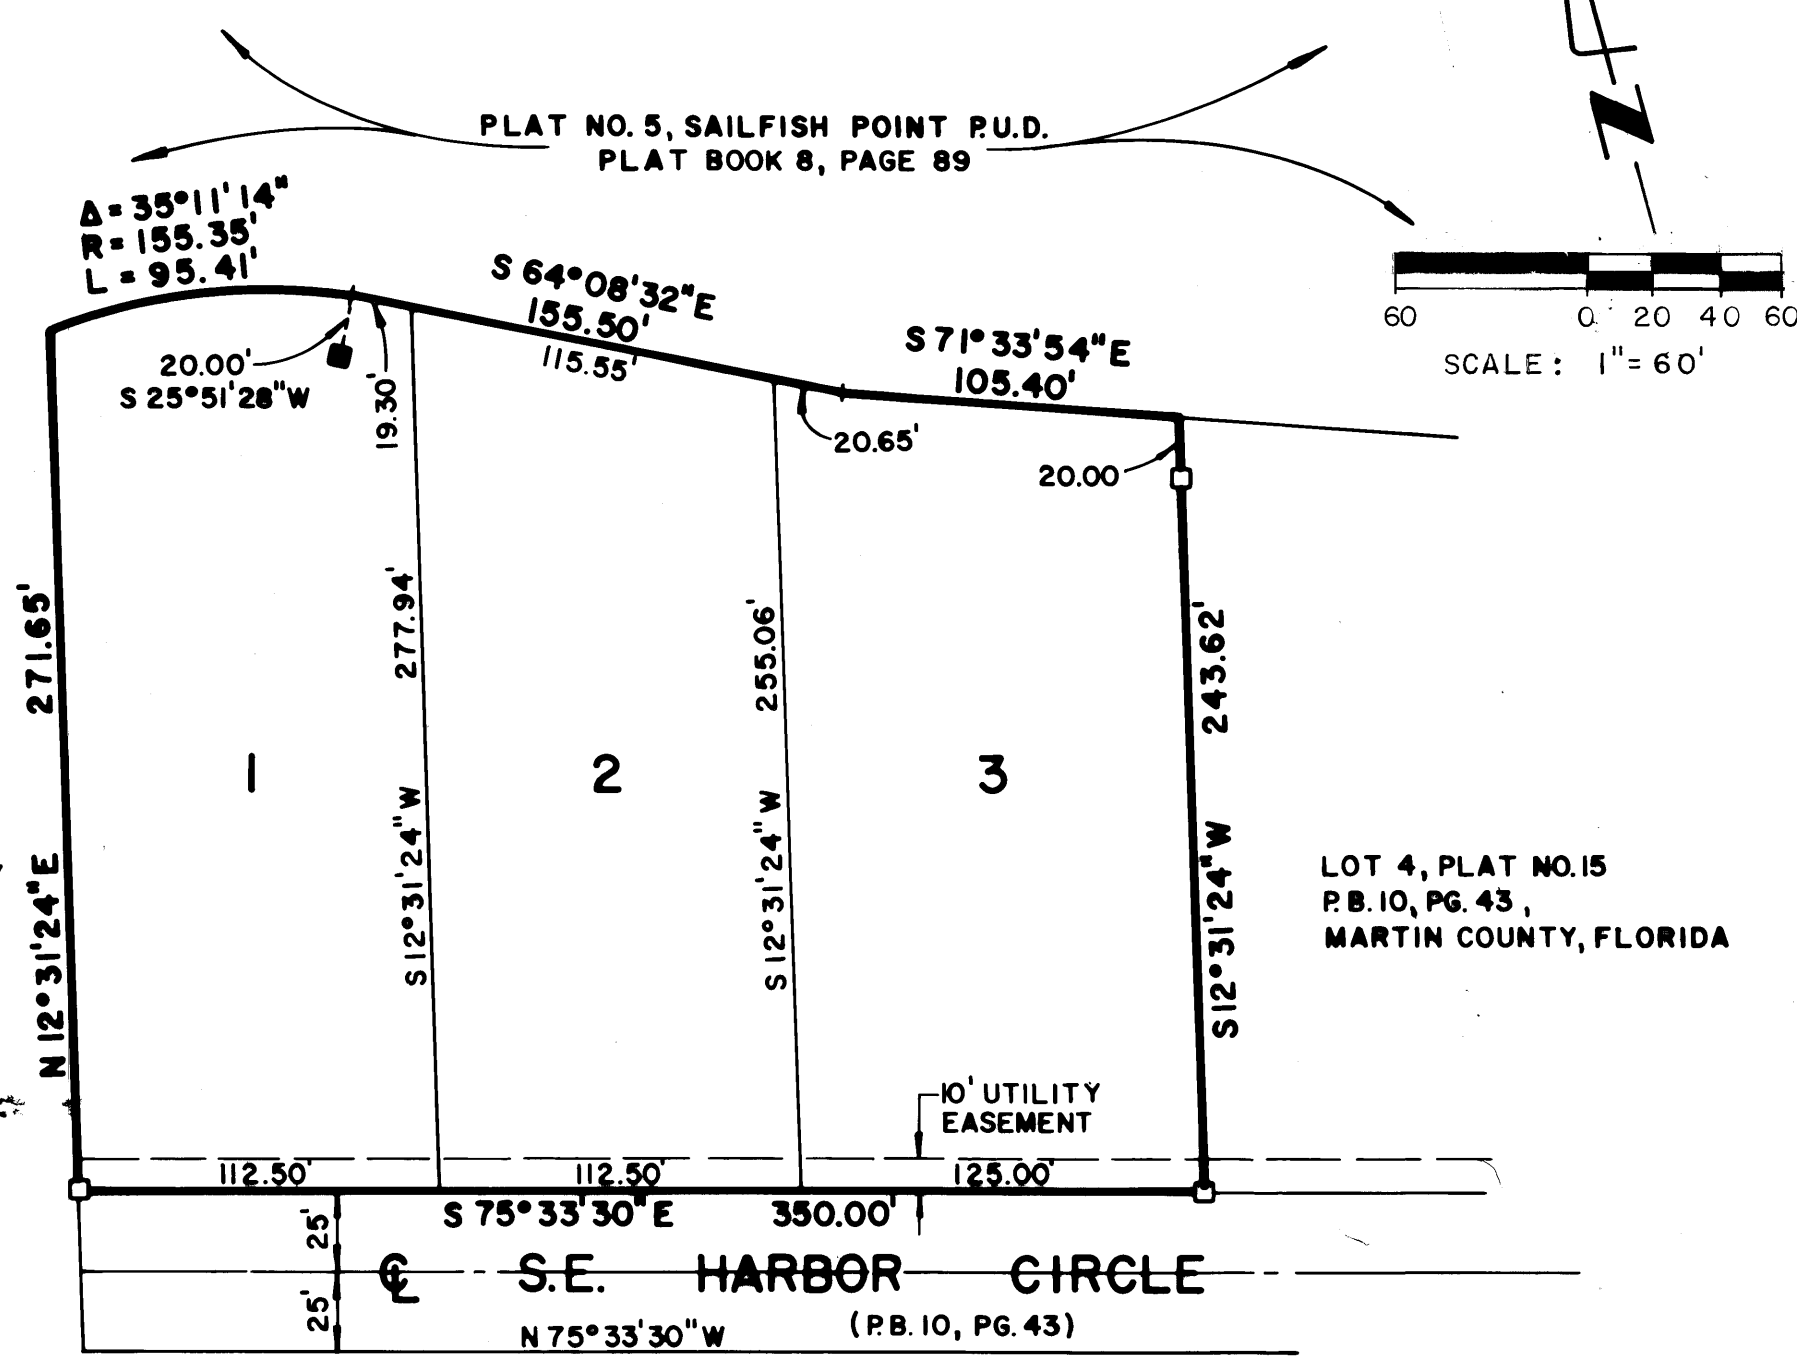 PLAT NO. 5, SAILFISH POINT P.U.D.
PLAT BOOK 8, PAGE 89
N
Δ = 35°11'14"
R = 155.35'
L = 95.41'
S 64°08'32"E
155.50'
115.55'
S 71°33'54"E
105.40'
60 0 20 40 60
SCALE: 1"=60'
20.00'
S 25°51'28"W
19.30'
20.65'
20.00
271.65'
N 12°31'24"E
277.94'
S 12°31'24"W
255.06'
S 12°31'24"W
243.62'
S 12°31'24"W
1
2
3
LOT 4, PLAT NO. 15
P.B. 10, PG. 43,
MARTIN COUNTY, FLORIDA
10' UTILITY
EASEMENT
112.50'
112.50'
125.00'
S 75°33'30"E 350.00'
25'
℄ S.E. HARBOR CIRCLE
25'
N 75°33'30"W
(P.B. 10, PG. 43)